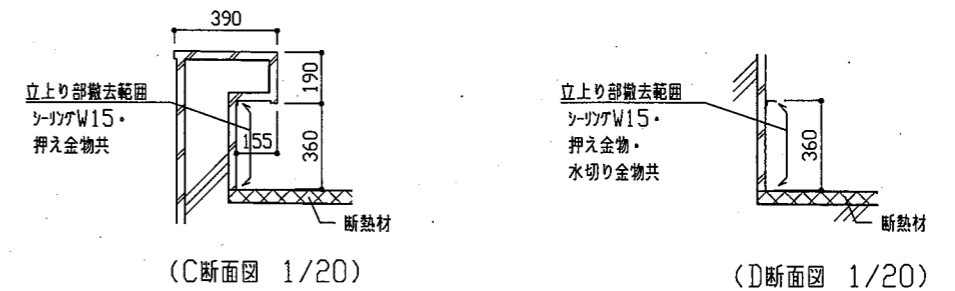 390
立上り部撤去範囲
シーリングW15・
押え金物共
190
155
360
断熱材
(C断面図 1/20)
立上り部撤去範囲
シーリングW15・
押え金物・
水切り金物共
360
断熱材
(D断面図 1/20)